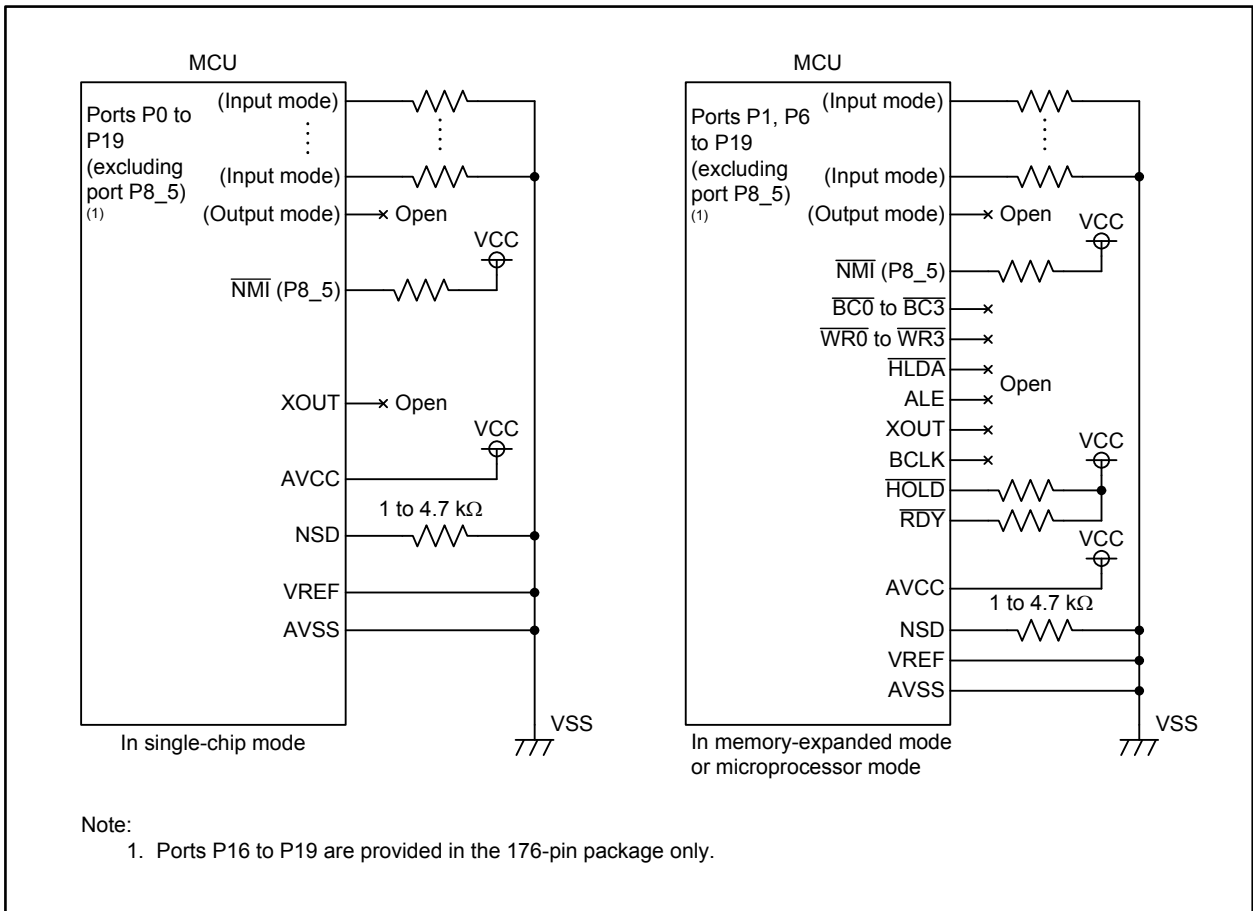 MCU
Ports P0 to
P19
(excluding
port P8_5)
(1)
(Input mode)
(Input mode)
(Output mode)
Open
VCC
NMI (P8_5)
XOUT
Open
VCC
AVCC
1 to 4.7 kΩ
NSD
VREF
AVSS
VSS
In single-chip mode
MCU
Ports P1, P6
to P19
(excluding
port P8_5)
(1)
(Input mode)
(Input mode)
(Output mode)
Open
VCC
NMI (P8_5)
BC0 to BC3
WR0 to WR3
HLDA
Open
ALE
XOUT
VCC
BCLK
HOLD
RDY
VCC
AVCC
1 to 4.7 kΩ
NSD
VREF
AVSS
VSS
In memory-expanded mode
or microprocessor mode
Note:
1. Ports P16 to P19 are provided in the 176-pin package only.